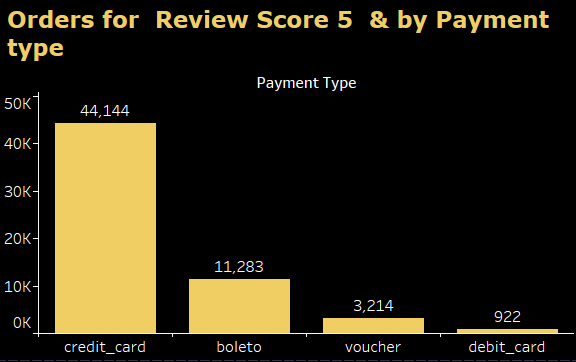 Orders for  Review Score 5  & by Payment
type
Payment Type
50K
40K
30K
20K
10K
0K
44,144
11,283
3,214
922
credit_card
boleto
voucher
debit_card